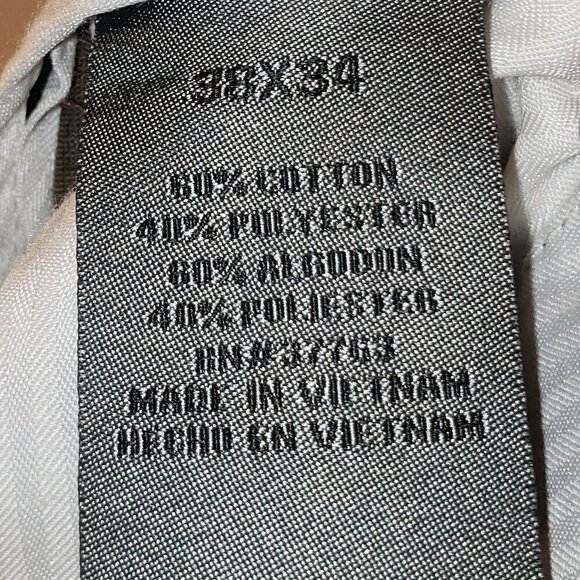 38X34
60% COTTON
40% POLYESTER
60% ALGODON
40% POLIESTER
RN#37763
MADE IN VIETNAM
HECHO EN VIETNAM